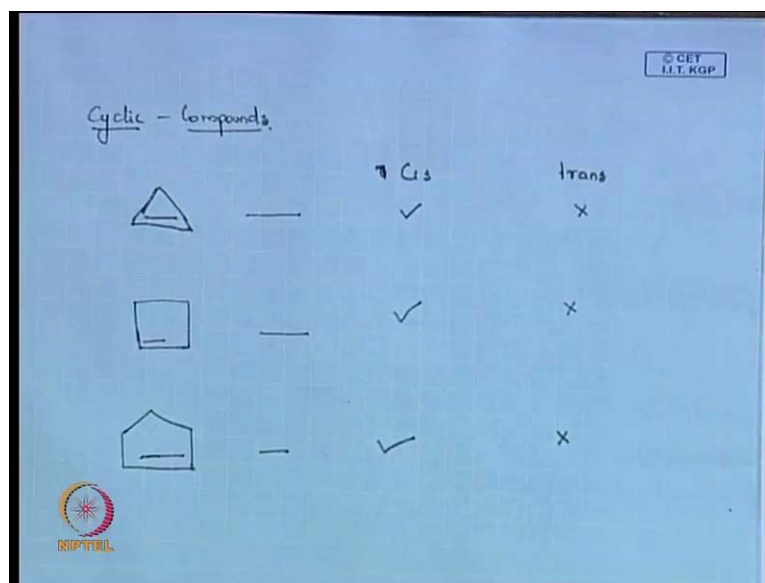 © CET
I.I.T. KGP
Cyclic - Compounds.
Cis trans
✓ ×
✓ ×
✓ ×
NPTEL